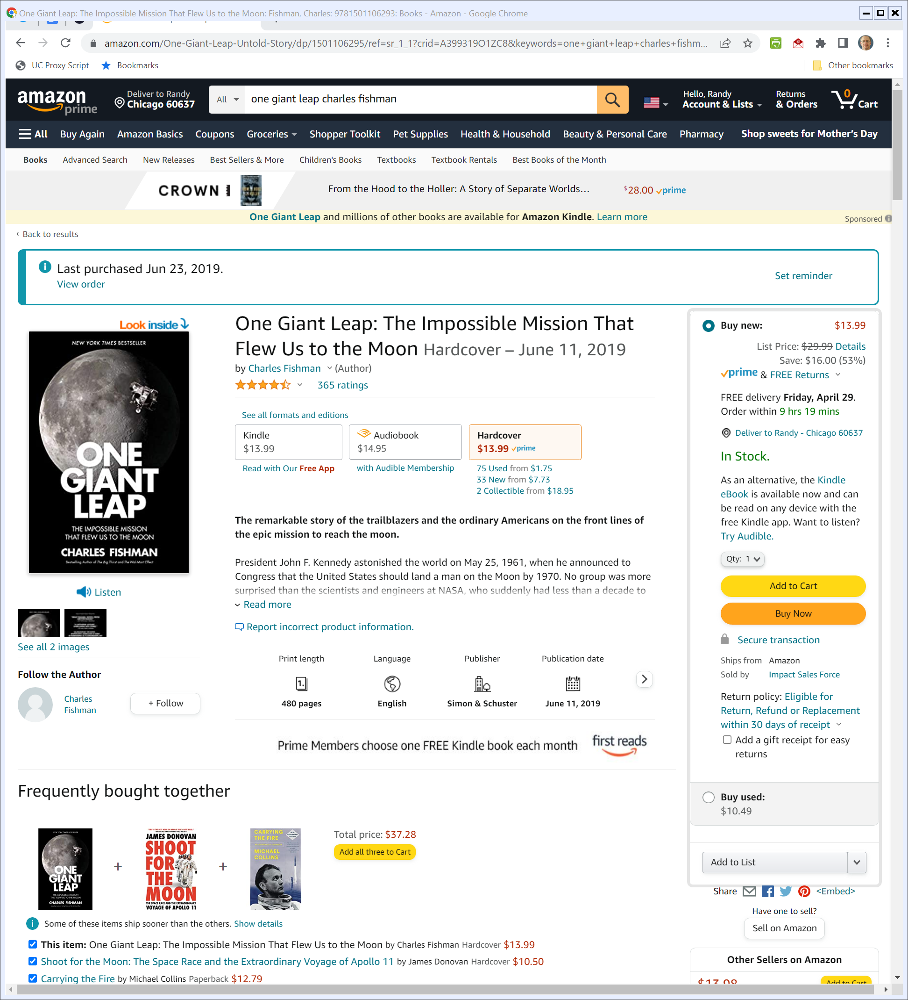 One Giant Leap: The Impossible Mission That Flew Us to the Moon: Fishman, Charles: 9781501106293: Books - Amazon - Google Chrome
amazon.com/One-Giant-Leap-Untold-Story/dp/1501106295/ref=sr_1_1?crid=A399319O1ZC8&keywords=one+giant+leap+charles+fishm...
UC Proxy Script Bookmarks Other bookmarks
amazon prime
Deliver to Randy
Chicago 60637
All one giant leap charles fishman
Hello, Randy
Account & Lists
Returns
& Orders
0
Cart
All Buy Again Amazon Basics Coupons Groceries Shopper Toolkit Pet Supplies Health & Household Beauty & Personal Care Pharmacy Shop sweets for Mother's Day
Books Advanced Search New Releases Best Sellers & More Children's Books Textbooks Textbook Rentals Best Books of the Month
CROWN From the Hood to the Holler: A Story of Separate Worlds… $28.00 prime
One Giant Leap and millions of other books are available for Amazon Kindle. Learn more
Sponsored
‹ Back to results
Last purchased Jun 23, 2019.
View order
Set reminder
Look inside
NEW YORK TIMES BESTSELLER
ONE
GIANT
LEAP
THE IMPOSSIBLE MISSION
THAT FLEW US TO THE MOON
CHARLES FISHMAN
Bestselling Author of The Big Thirst and The Wal-Mart Effect
Listen
See all 2 images
Follow the Author
Charles
Fishman
+ Follow
One Giant Leap: The Impossible Mission That
Flew Us to the Moon Hardcover – June 11, 2019
by Charles Fishman (Author)
365 ratings
See all formats and editions
Kindle
$13.99
Read with Our Free App
Audiobook
$14.95
with Audible Membership
Hardcover
$13.99 prime
75 Used from $1.75
33 New from $7.73
2 Collectible from $18.95
The remarkable story of the trailblazers and the ordinary Americans on the front lines of
the epic mission to reach the moon.
President John F. Kennedy astonished the world on May 25, 1961, when he announced to
Congress that the United States should land a man on the Moon by 1970. No group was more
surprised than the scientists and engineers at NASA, who suddenly had less than a decade to
Read more
Report incorrect product information.
Print length
480 pages
Language
English
Publisher
Simon & Schuster
Publication date
June 11, 2019
1.
Prime Members choose one FREE Kindle book each month first reads
Buy new: $13.99
List Price: $29.99 Details
Save: $16.00 (53%)
prime & FREE Returns
FREE delivery Friday, April 29.
Order within 9 hrs 19 mins
Deliver to Randy - Chicago 60637
In Stock.
As an alternative, the Kindle
eBook is available now and can
be read on any device with the
free Kindle app. Want to listen?
Try Audible.
Qty: 1
Add to Cart
Buy Now
Secure transaction
Ships from Amazon
Sold by Impact Sales Force
Return policy: Eligible for
Return, Refund or Replacement
within 30 days of receipt
Add a gift receipt for easy
returns
Buy used:
$10.49
Add to List
Share <Embed>
Have one to sell?
Sell on Amazon
Other Sellers on Amazon
$13.98
Add to Cart
Frequently bought together
ONE
GIANT
LEAP
CHARLES FISHMAN
+
JAMES DONOVAN
SHOOT
FOR
THE
MOON
THE SPACE RACE AND THE EXTRAORDINARY
VOYAGE OF APOLLO 11
+
CARRYING
THE FIRE
MICHAEL
COLLINS
Total price: $37.28
Add all three to Cart
Some of these items ship sooner than the others. Show details
This item: One Giant Leap: The Impossible Mission That Flew Us to the Moon by Charles Fishman Hardcover $13.99
Shoot for the Moon: The Space Race and the Extraordinary Voyage of Apollo 11 by James Donovan Hardcover $10.50
Carrying the Fire by Michael Collins Paperback $12.79